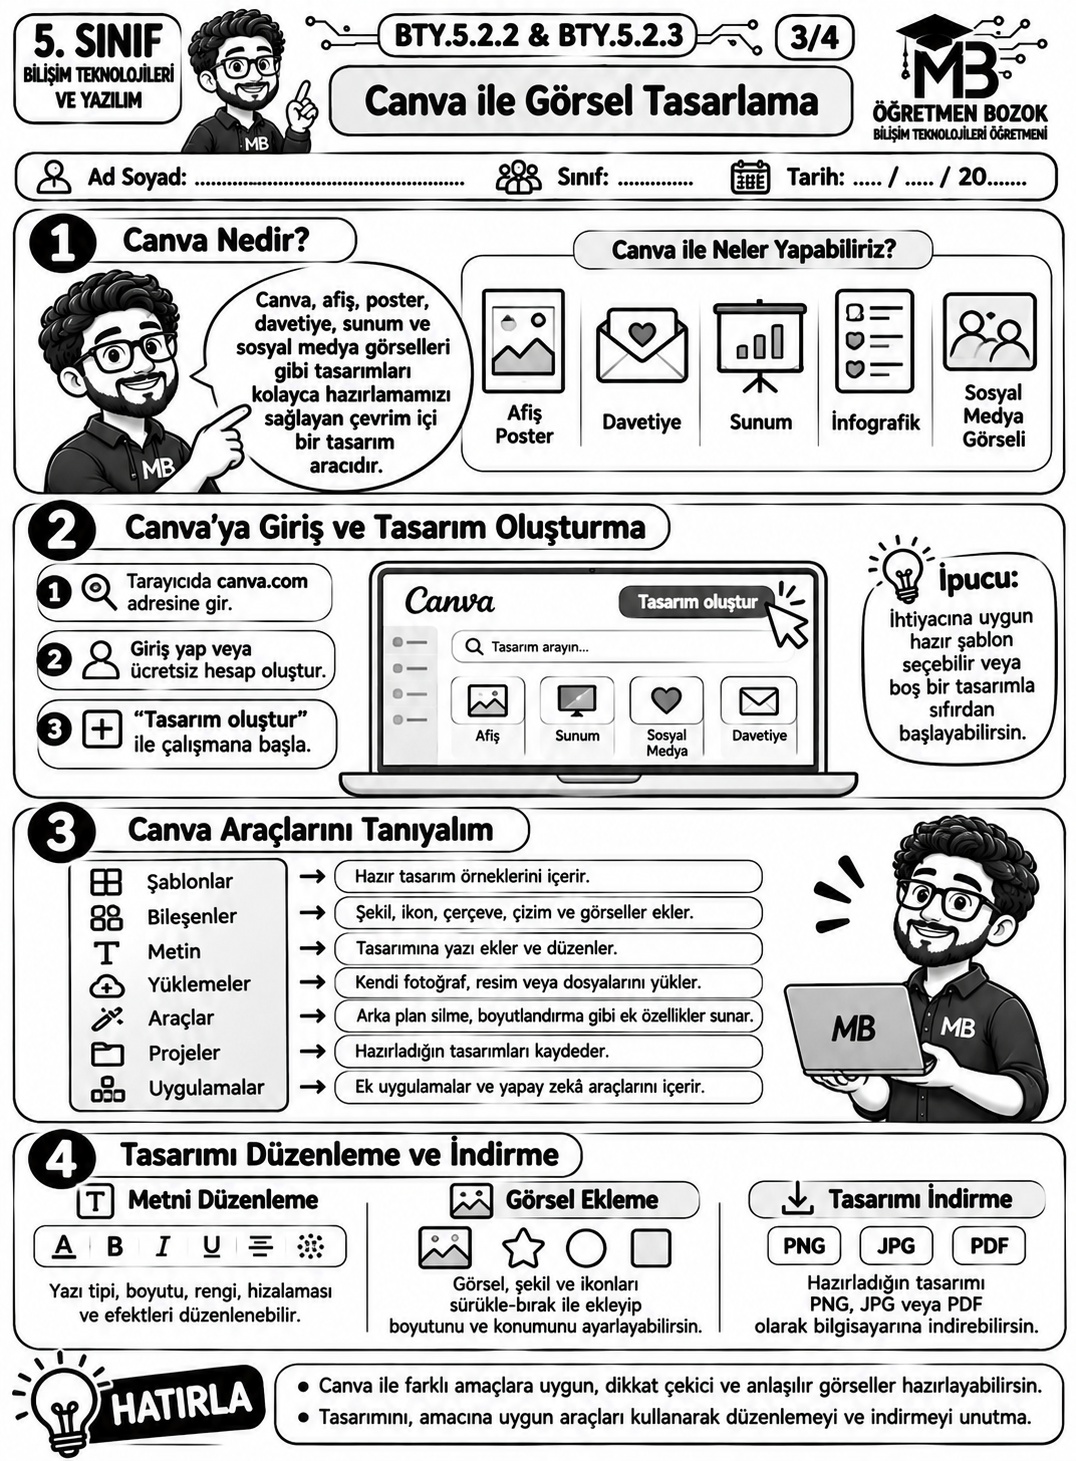 5. SINIF
BİLİŞİM TEKNOLOJİLERİ
VE YAZILIM
MB
BTY.5.2.2 & BTY.5.2.3
3/4
Canva ile Görsel Tasarlama
MB
ÖĞRETMEN BOZOK
BİLİŞİM TEKNOLOJİLERİ ÖĞRETMENİ
Ad Soyad: ............................................................
Sınıf: ..............
Tarih: ..... / ..... / 20.......
1 Canva Nedir?
Canva, afiş, poster,
davetiye, sunum ve
sosyal medya görselleri
gibi tasarımları
kolayca hazırlamamızı
sağlayan çevrim içi
bir tasarım
aracıdır.
MB
Canva ile Neler Yapabiliriz?
Afiş
Poster
Davetiye
Sunum
İnfografik
Sosyal
Medya
Görseli
2 Canva'ya Giriş ve Tasarım Oluşturma
1 Tarayıcıda canva.com
adresine gir.
2 Giriş yap veya
ücretsiz hesap oluştur.
3 “Tasarım oluştur”
ile çalışmana başla.
Canva
Tasarım oluştur
Tasarım arayın...
Afiş
Sunum
Sosyal
Medya
Davetiye
İpucu:
İhtiyacına uygun
hazır şablon
seçebilir veya
boş bir tasarımla
sıfırdan
başlayabilirsin.
3 Canva Araçlarını Tanıyalım
Şablonlar → Hazır tasarım örneklerini içerir.
Bileşenler → Şekil, ikon, çerçeve, çizim ve görseller ekler.
Metin → Tasarımına yazı ekler ve düzenler.
Yüklemeler → Kendi fotoğraf, resim veya dosyalarını yükler.
Araçlar → Arka plan silme, boyutlandırma gibi ek özellikler sunar.
Projeler → Hazırladığın tasarımları kaydeder.
Uygulamalar → Ek uygulamalar ve yapay zekâ araçlarını içerir.
MB
MB
4 Tasarımı Düzenleme ve İndirme
T Metni Düzenleme
A B I U
Yazı tipi, boyutu, rengi, hizalaması
ve efektleri düzenlenebilir.
Görsel Ekleme
Görsel, şekil ve ikonları
sürükle-bırak ile ekleyip
boyutunu ve konumunu ayarlayabilirsin.
Tasarımı İndirme
PNG JPG PDF
Hazırladığın tasarımı
PNG, JPG veya PDF
olarak bilgisayarına indirebilirsin.
HATIRLA
• Canva ile farklı amaçlara uygun, dikkat çekici ve anlaşılır görseller hazırlayabilirsin.
• Tasarımını, amacına uygun araçları kullanarak düzenlemeyi ve indirmeyi unutma.